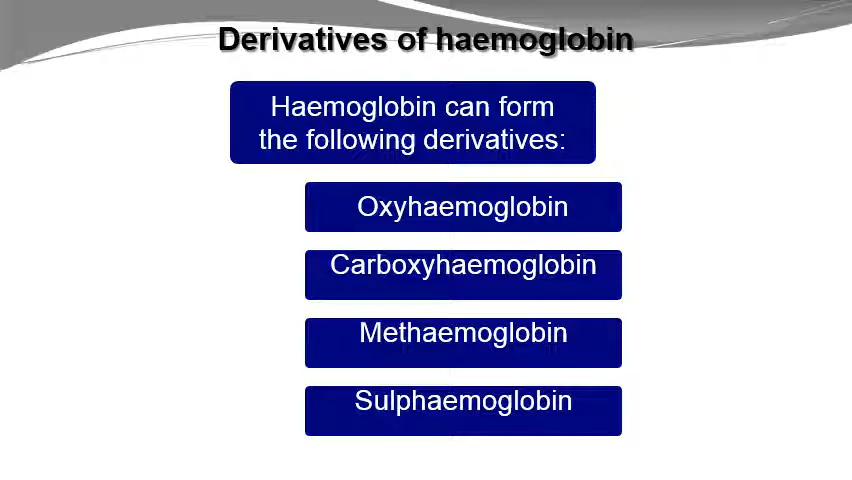 Derivatives of haemoglobin
Haemoglobin can form
the following derivatives:
Oxyhaemoglobin
Carboxyhaemoglobin
Methaemoglobin
Sulphaemoglobin